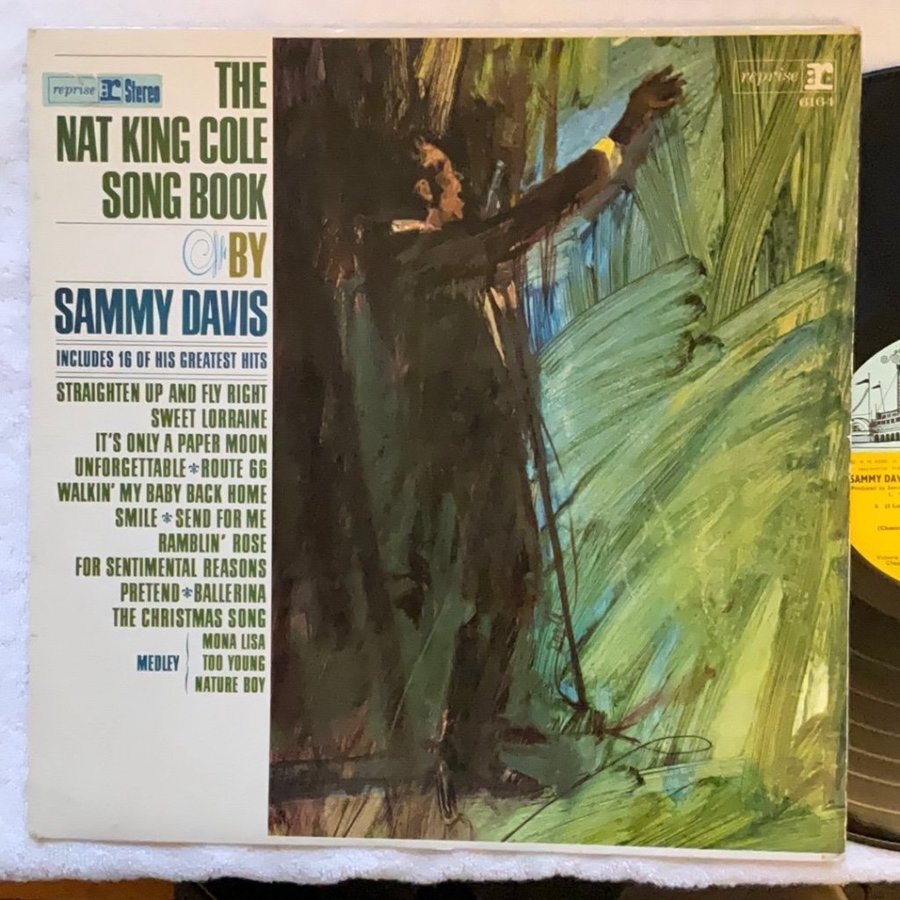 reprise r Stereo
THE
NAT KING COLE
SONG BOOK
BY
SAMMY DAVIS
INCLUDES 16 OF HIS GREATEST HITS
STRAIGHTEN UP AND FLY RIGHT
SWEET LORRAINE
IT'S ONLY A PAPER MOON
UNFORGETTABLE ⚜ ROUTE 66
WALKIN' MY BABY BACK HOME
SMILE ⚜ SEND FOR ME
RAMBLIN' ROSE
FOR SENTIMENTAL REASONS
PRETEND ⚜ BALLERINA
THE CHRISTMAS SONG
MEDLEY
MONA LISA
TOO YOUNG
NATURE BOY
reprise r
6164
SAMMY DAV
Produced by